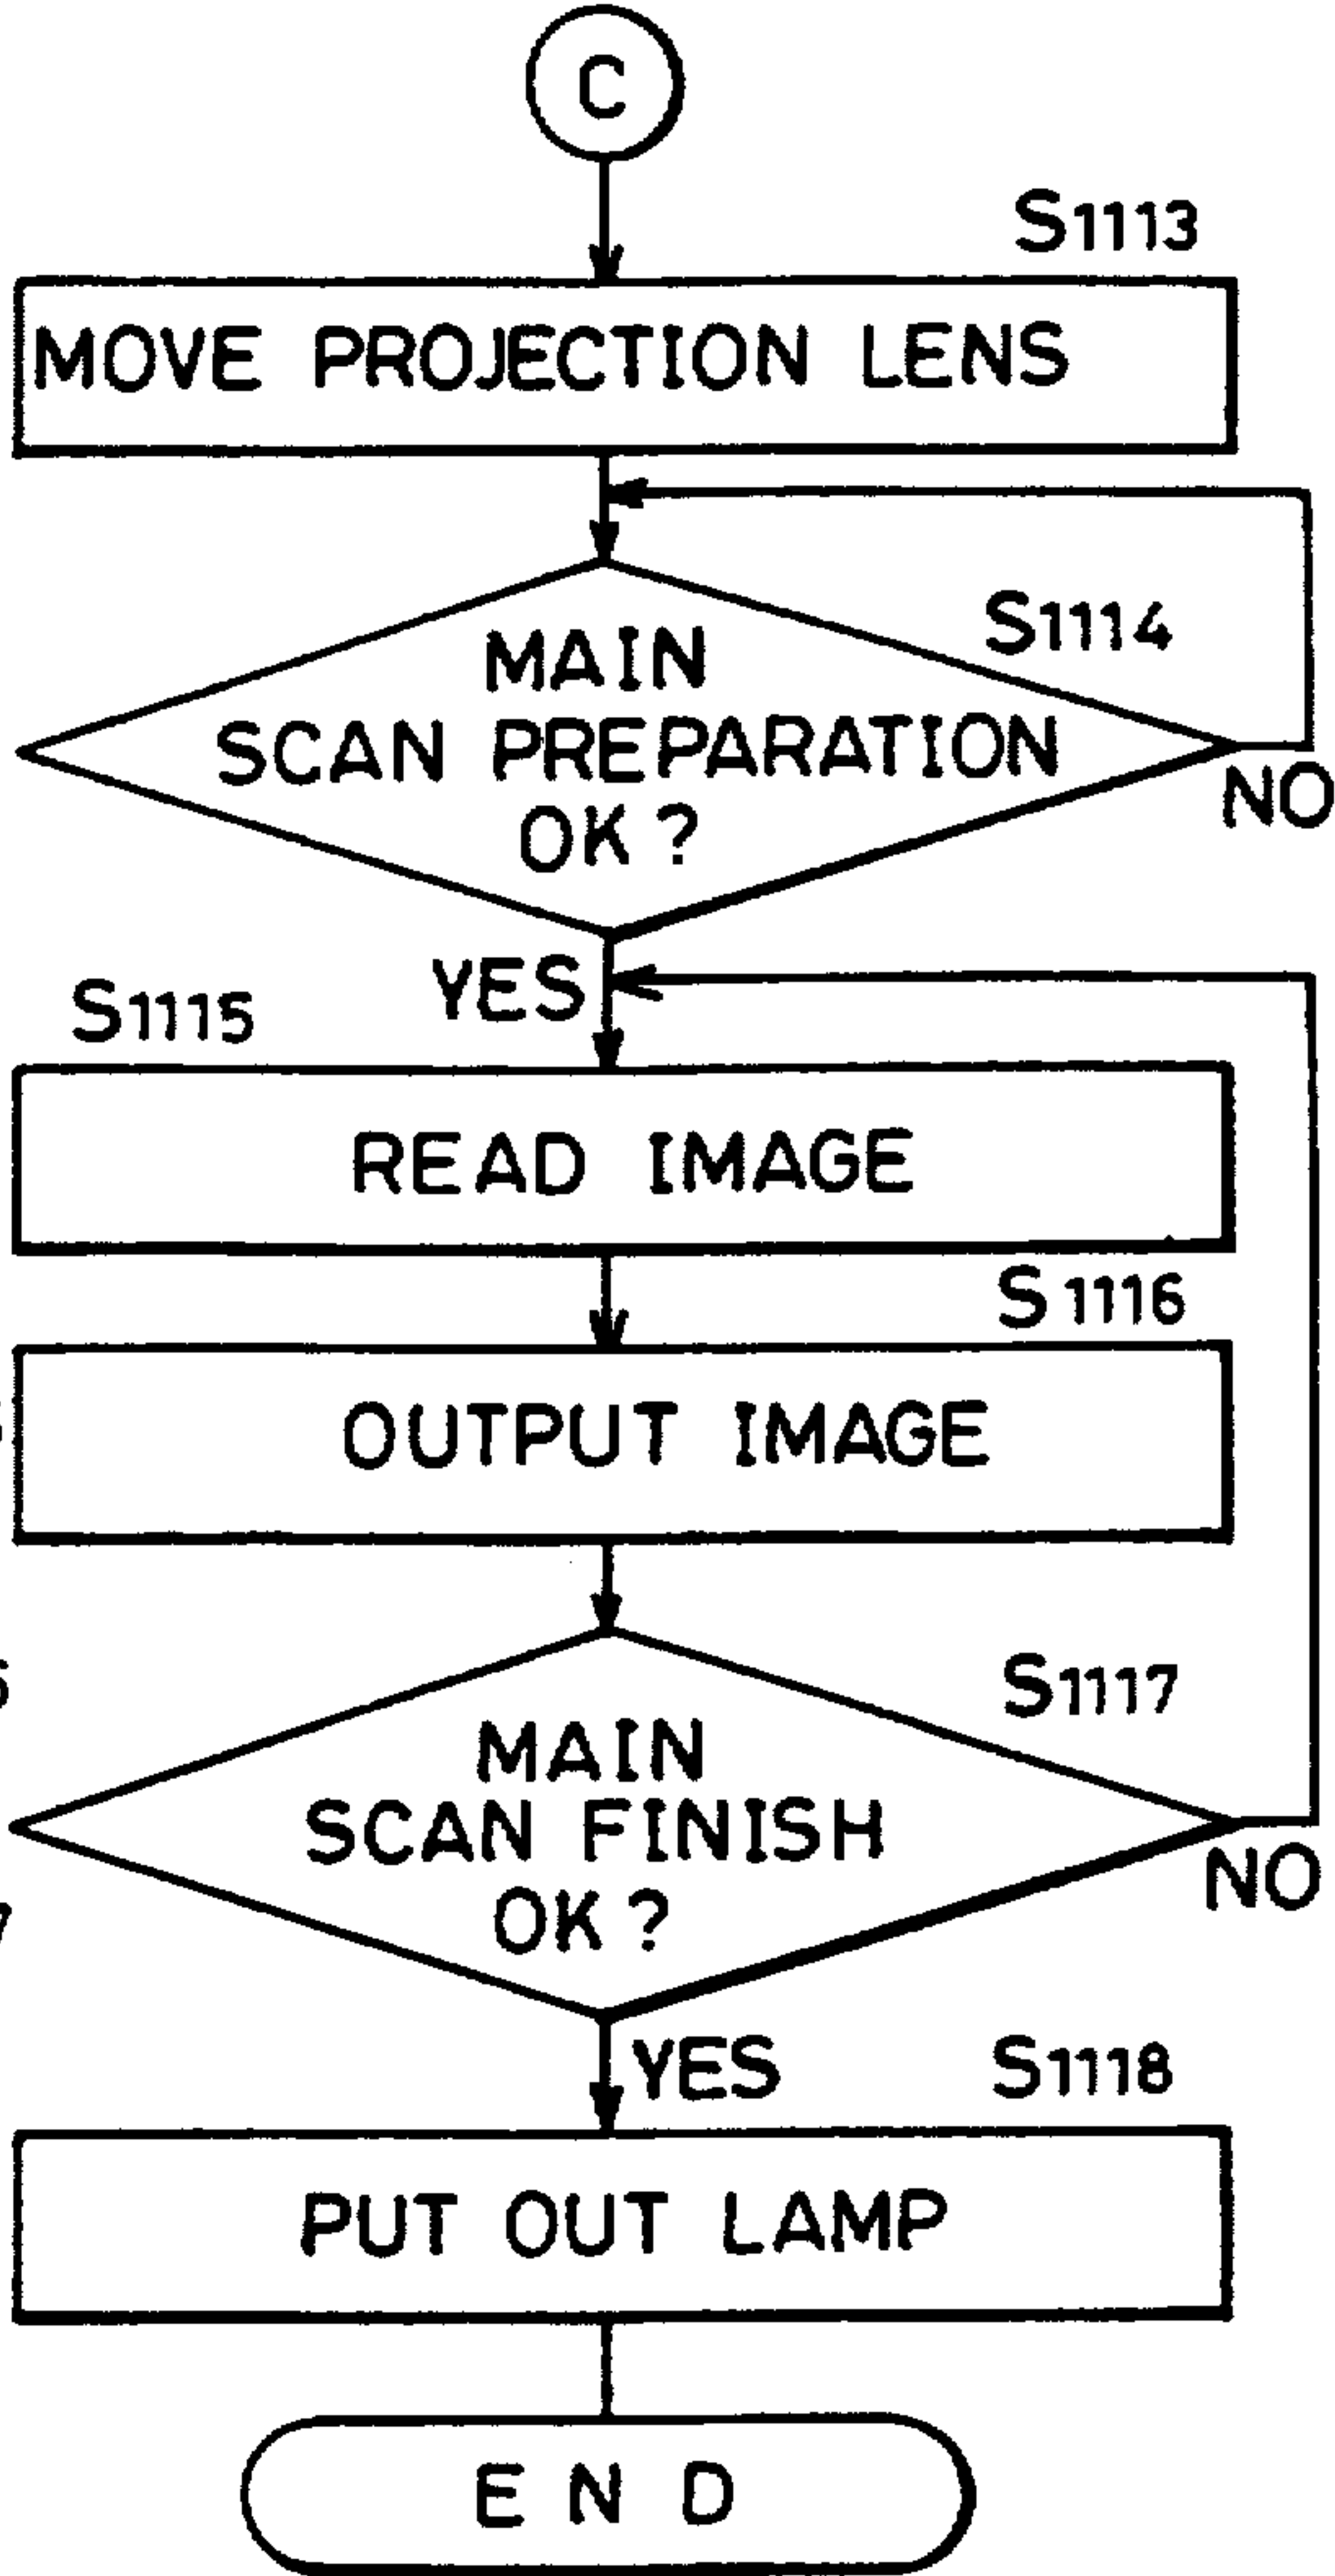 C
S1113
MOVE PROJECTION LENS
S1114
MAIN
SCAN PREPARATION
OK?
NO
YES
S1115
READ IMAGE
S1116
OUTPUT IMAGE
S1117
MAIN
SCAN FINISH
OK?
NO
YES
S1118
PUT OUT LAMP
END